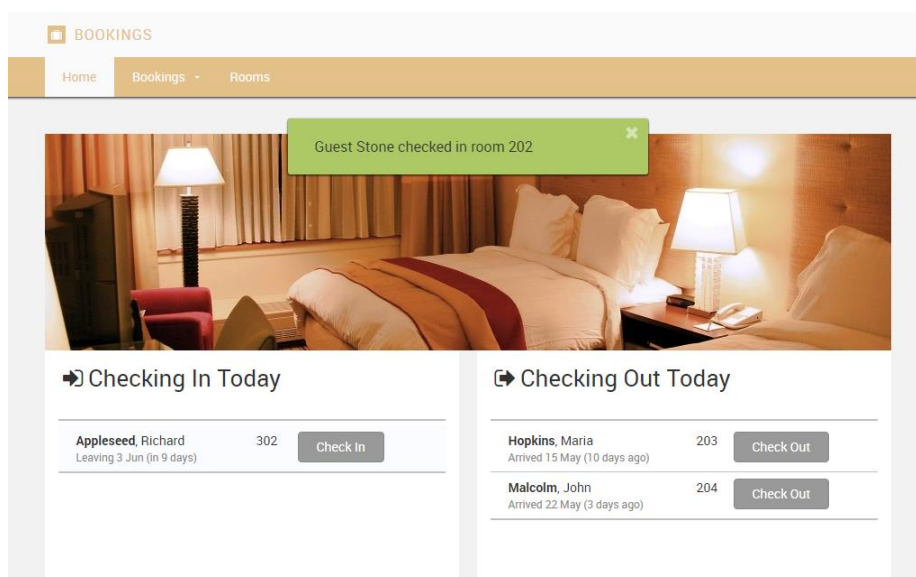 BOOKINGS
Home Bookings Rooms
Guest Stone checked in room 202
Checking In Today
Appleseed, Richard 302 Check In
Leaving 3 Jun (in 9 days)
Checking Out Today
Hopkins, Maria 203 Check Out
Arrived 15 May (10 days ago)
Malcolm, John 204 Check Out
Arrived 22 May (3 days ago)